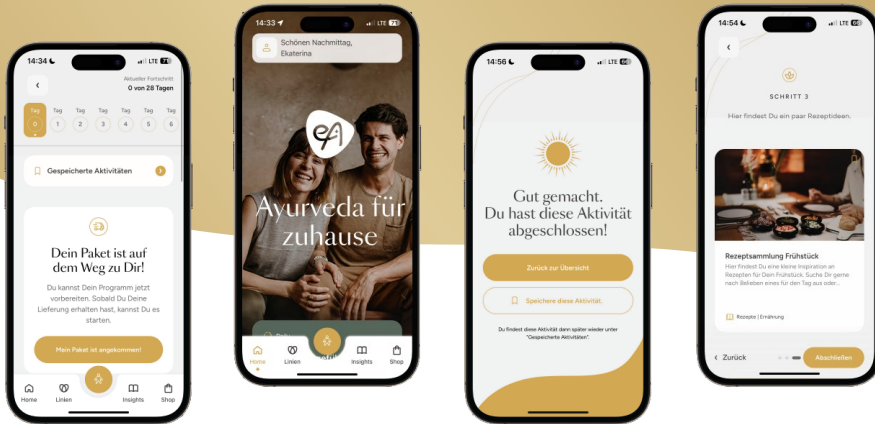 14:34
LTE 77
Aktueller Fortschritt
0 von 28 Tagen
Tag Tag Tag Tag Tag Tag Tag
0 1 2 3 4 5 6
Gespeicherte Aktivitäten
Dein Paket ist auf
dem Weg zu Dir!
Du kannst Dein Programm jetzt
vorbereiten. Sobald Du Deine
Lieferung erhalten hast, kannst Du es
starten.
Mein Paket ist angekommen!
Home Linien Insights Shop
14:33
LTE
Schönen Nachmittag,
Ekaterina
efa
Ayurveda für
zuhause
Home Linien Insights Shop
14:56
LTE
Gut gemacht.
Du hast diese Aktivität
abgeschlossen!
Zurück zur Übersicht
Speichere diese Aktivität.
Du findest diese Aktivität dann später wieder unter
"Gespeicherte Aktivitäten".
14:54
LTE
SCHRITT 3
Hier findest Du ein paar Rezeptideen.
Rezeptsammlung Frühstück
Hier findest Du eine kleine Inspiration an
Rezepten für Dein Frühstück. Suche Dir gerne
nach Belieben eines für den Tag aus oder...
Rezepte | Ernährung
Zurück
Abschließen